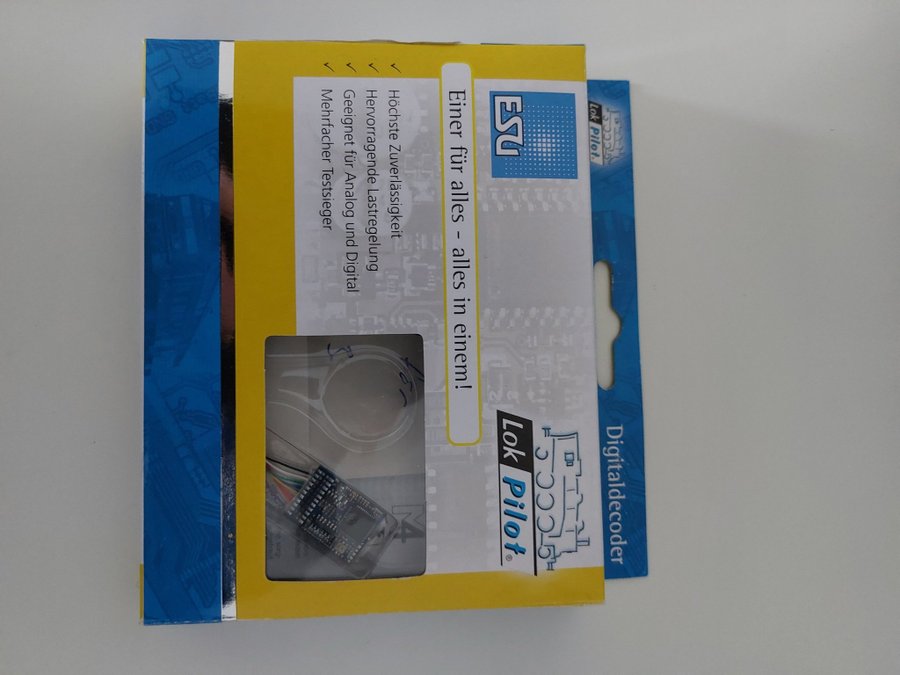 Lok Pilot®
Digitaldecoder
ESU
Lok Pilot®
Einer für alles - alles in einem!
✓ Höchste Zuverlässigkeit
✓ Hervorragende Lastregelung
✓ Geeignet für Analog und Digital
✓ Mehrfacher Testsieger
M4